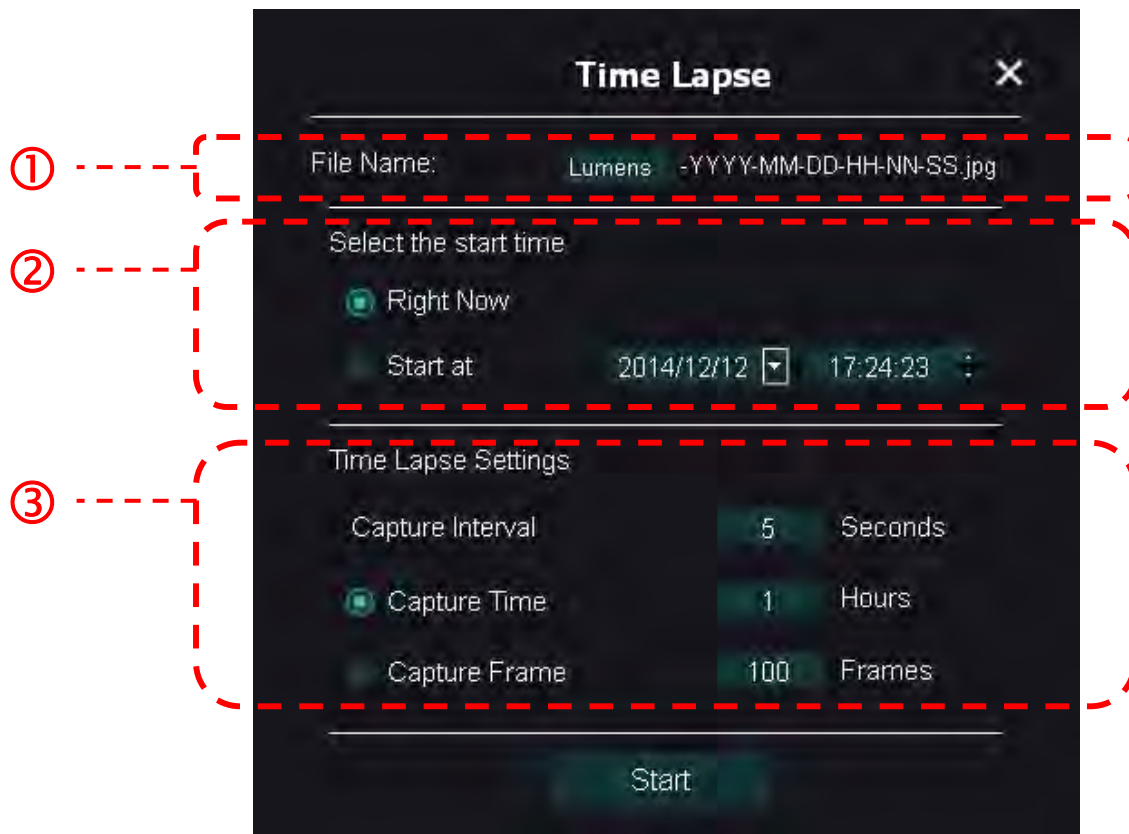 Time Lapse ×
① File Name: Lumens -YYYY-MM-DD-HH-NN-SS.jpg
② Select the start time
Right Now
Start at 2014/12/12 17:24:23
③ Time Lapse Settings
Capture Interval 5 Seconds
Capture Time 1 Hours
Capture Frame 100 Frames
Start